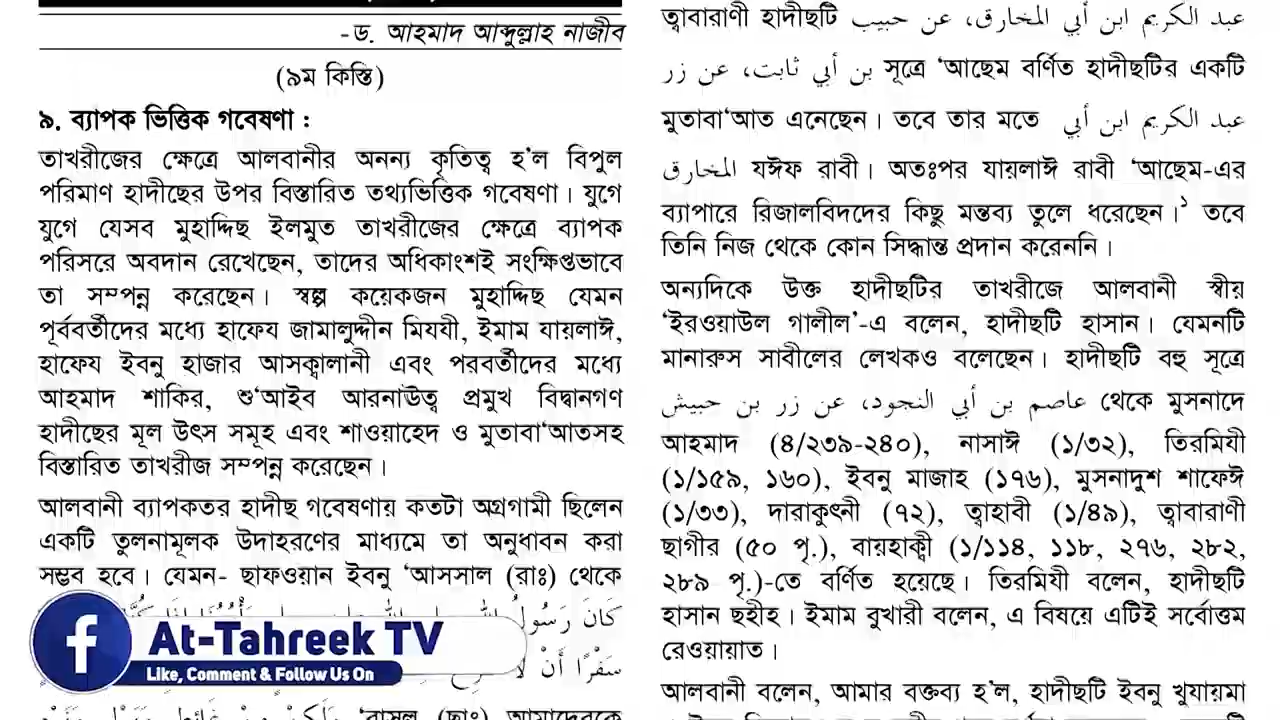 -ড. আহমাদ আব্দুল্লাহ নাজীব
(৯ম কিস্তি)
৯. ব্যাপক ভিত্তিক গবেষণা :
তাখরীজের ক্ষেত্রে আলবানীর অনন্য কৃতিত্ব হ'ল বিপুল
পরিমাণ হাদীছের উপর বিস্তারিত তথ্যভিত্তিক গবেষণা। যুগে
যুগে যেসব মুহাদ্দিছ ইলমুত তাখরীজের ক্ষেত্রে ব্যাপক
পরিসরে অবদান রেখেছেন, তাদের অধিকাংশই সংক্ষিপ্তভাবে
তা সম্পন্ন করেছেন। স্বল্প কয়েকজন মুহাদ্দিছ যেমন
পূর্ববর্তীদের মধ্যে হাফেয জামালুদ্দীন মিযযী, ইমাম যায়লাঈ,
হাফেয ইবনু হাজার আসক্বালানী এবং পরবর্তীদের মধ্যে
আহমাদ শাকির, শু'আইব আরনাঊত্ব প্রমুখ বিদ্বানগণ
হাদীছের মূল উৎস সমূহ এবং শাওয়াহেদ ও মুতাবা'আতসহ
বিস্তারিত তাখরীজ সম্পন্ন করেছেন।
আলবানী ব্যাপকতর হাদীছ গবেষণায় কতটা অগ্রগামী ছিলেন
একটি তুলনামূলক উদাহরণের মাধ্যমে তা অনুধাবন করা
সম্ভব হবে। যেমন- ছাফওয়ান ইবনু 'আসসাল (রাঃ) থেকে
كَانَ رَسُولُ
سَفْرًا أَنْ لَا
'রাসূল (ছাঃ) আমাদেরকে
At-Tahreek TV
Like, Comment & Follow Us On
ত্বাবারাণী হাদীছটি عبد الكريم ابن أبي المخارق، عن حبيب
بن أبي ثابت، عن زر সূত্রে 'আছেম বর্ণিত হাদীছটির একটি
মুতাবা'আত এনেছেন। তবে তার মতে عبد الكريم ابن أبي
المخارق যঈফ রাবী। অতঃপর যায়লাঈ রাবী 'আছেম-এর
ব্যাপারে রিজালবিদদের কিছু মন্তব্য তুলে ধরেছেন।১ তবে
তিনি নিজ থেকে কোন সিদ্ধান্ত প্রদান করেননি।
অন্যদিকে উক্ত হাদীছটির তাখরীজে আলবানী স্বীয়
'ইরওয়াউল গালীল'-এ বলেন, হাদীছটি হাসান। যেমনটি
মানারুস সাবীলের লেখকও বলেছেন। হাদীছটি বহু সূত্রে
عاصم بن أبي النجود، عن زر بن حبيش থেকে মুসনাদে
আহমাদ (৪/২৩৯-২৪০), নাসাঈ (১/৩২), তিরমিযী
(১/১৫৯, ১৬০), ইবনু মাজাহ (১৭৬), মুসনাদুশ শাফেঈ
(১/৩৩), দারাকুৎনী (৭২), ত্বাহাবী (১/৪৯), ত্বাবারাণী
ছাগীর (৫০ পৃ.), বায়হাক্বী (১/১১৪, ১১৮, ২৭৬, ২৮২,
২৮৯ পৃ.)-তে বর্ণিত হয়েছে। তিরমিযী বলেন, হাদীছটি
হাসান ছহীহ। ইমাম বুখারী বলেন, এ বিষয়ে এটিই সর্বোত্তম
রেওয়ায়াত।
আলবানী বলেন, আমার বক্তব্য হ'ল, হাদীছটি ইবনু খুযায়মা